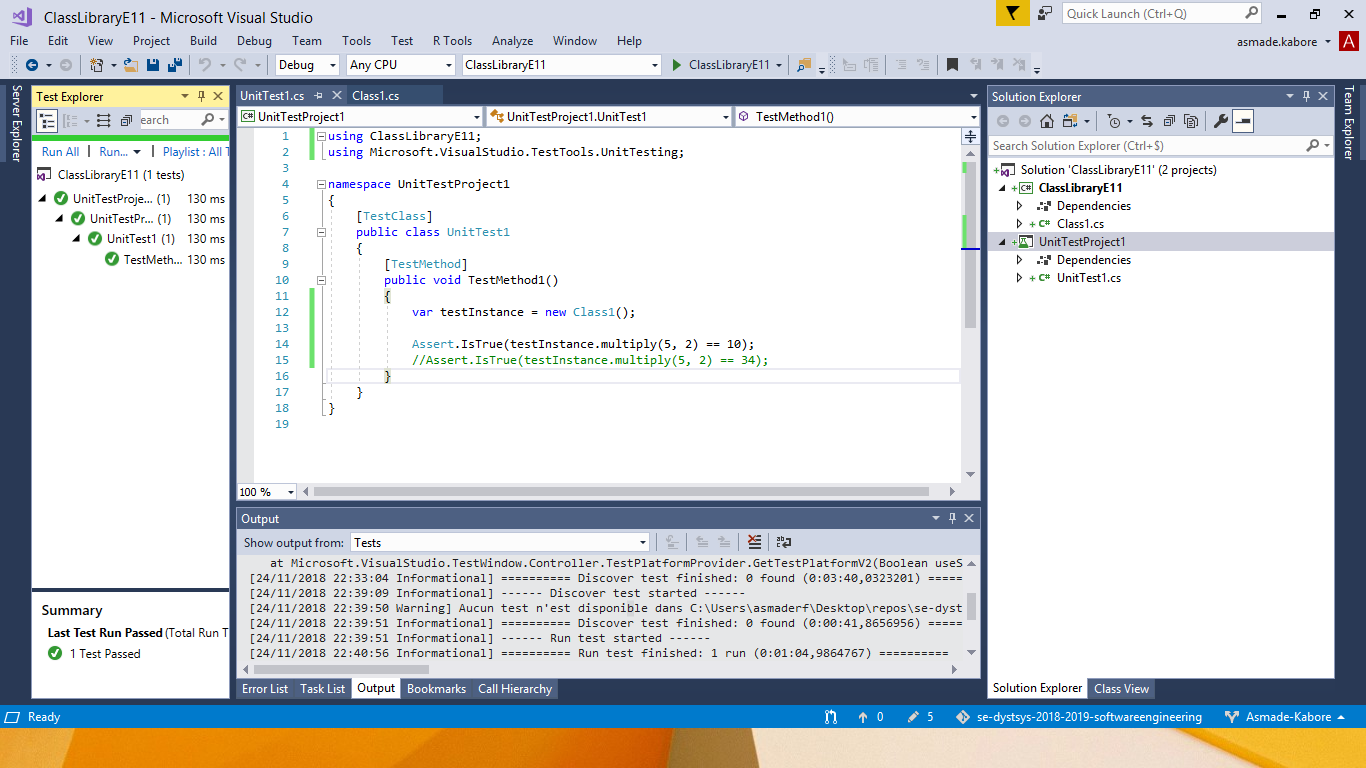 ClassLibraryE11 - Microsoft Visual Studio
Quick Launch (Ctrl+Q)
File Edit View Project Build Debug Team Tools Test R Tools Analyze Window Help
asmade.kabore A
Debug Any CPU ClassLibraryE11 ClassLibraryE11
Server Explorer
Test Explorer
earch
Run All Run... Playlist : All T
ClassLibraryE11 (1 tests)
UnitTestProje... (1) 130 ms
UnitTestPr... (1) 130 ms
UnitTest1 (1) 130 ms
TestMeth... 130 ms
Summary
Last Test Run Passed (Total Run T
1 Test Passed
UnitTest1.cs Class1.cs
UnitTestProject1 UnitTestProject1.UnitTest1 TestMethod1()
1 using ClassLibraryE11;
2 using Microsoft.VisualStudio.TestTools.UnitTesting;
3
4 namespace UnitTestProject1
5 {
6 [TestClass]
7 public class UnitTest1
8 {
9 [TestMethod]
10 public void TestMethod1()
11 {
12 var testInstance = new Class1();
13
14 Assert.IsTrue(testInstance.multiply(5, 2) == 10);
15 //Assert.IsTrue(testInstance.multiply(5, 2) == 34);
16 }
17 }
18 }
19
100 %
Output
Show output from: Tests
at Microsoft.VisualStudio.TestWindow.Controller.TestPlatformProvider.GetTestPlatformV2(Boolean useS
[24/11/2018 22:33:04 Informational] ========== Discover test finished: 0 found (0:03:40,0323201) =====
[24/11/2018 22:39:09 Informational] ------ Discover test started ------
[24/11/2018 22:39:50 Warning] Aucun test n'est disponible dans C:\Users\asmaderf\Desktop\repos\se-dyst
[24/11/2018 22:39:51 Informational] ========== Discover test finished: 0 found (0:00:41,8656956) =====
[24/11/2018 22:39:51 Informational] ------ Run test started ------
[24/11/2018 22:40:56 Informational] ========== Run test finished: 1 run (0:01:04,9864767) ==========
Error List Task List Output Bookmarks Call Hierarchy
Solution Explorer
Search Solution Explorer (Ctrl+$)
Solution 'ClassLibraryE11' (2 projects)
ClassLibraryE11
Dependencies
C# Class1.cs
UnitTestProject1
Dependencies
C# UnitTest1.cs
Solution Explorer Class View
Team Explorer
Ready 0 5 se-dystsys-2018-2019-softwareengineering Asmade-Kabore